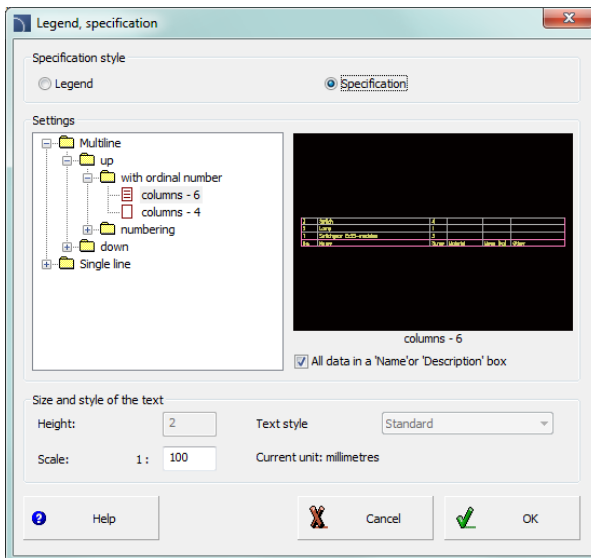 Legend, specification
Specification style
Legend
Specification
Settings
Multiline
up
with ordinal number
columns - 6
columns - 4
numbering
down
Single line
columns - 6
All data in a 'Name'or 'Description' box
Size and style of the text
Height: 2 Text style Standard
Scale: 1 : 100 Current unit: millimetres
Help Cancel OK